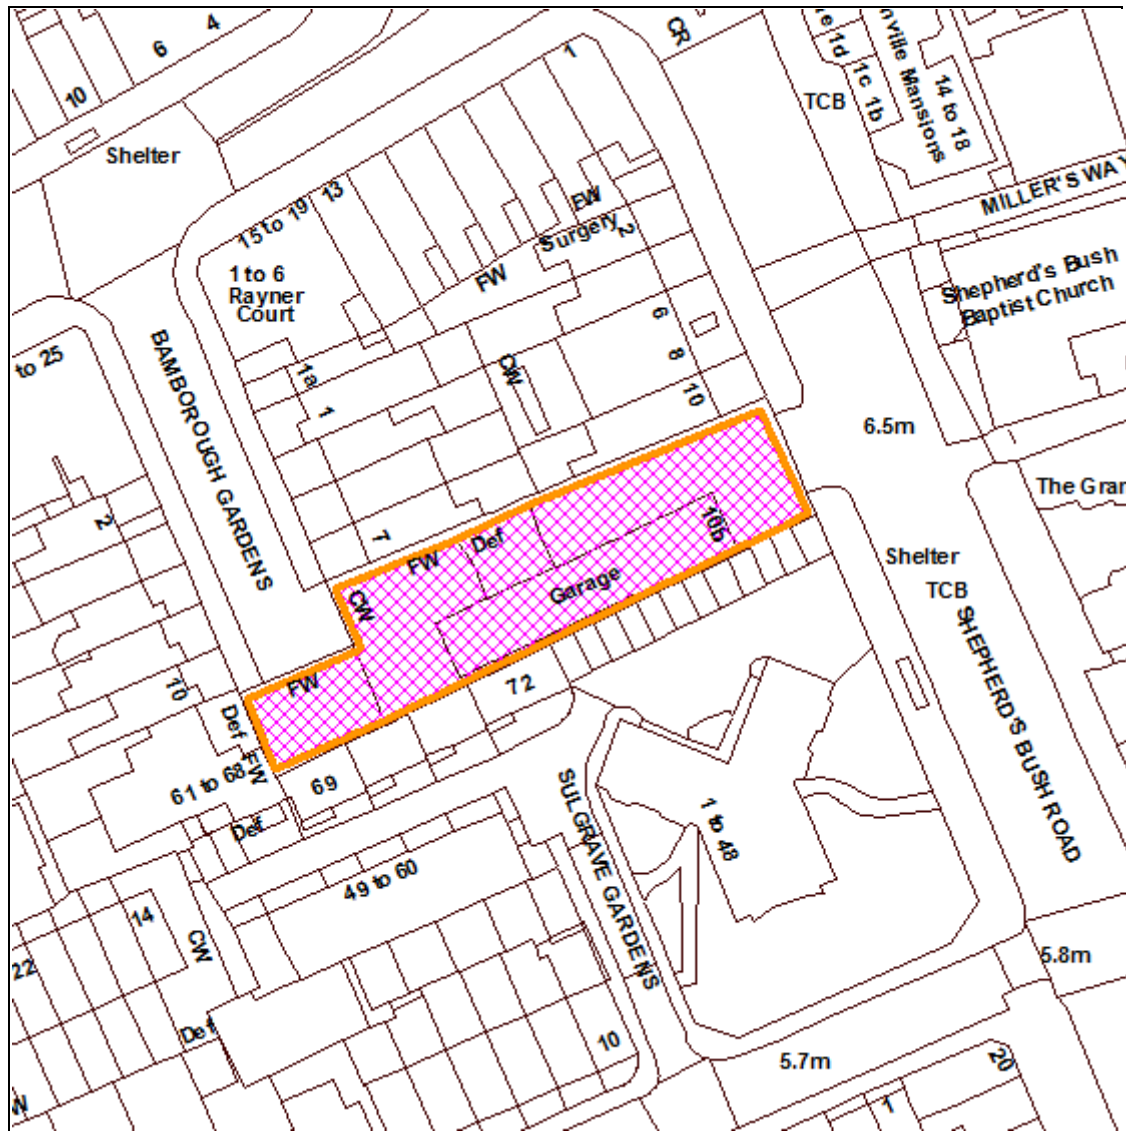 4
6
10
Shelter
CR
1
1d
1c
1b
TCB
nville Mansions
14 to 18
MILLER'S WAY
Shepherd's Bush
Baptist Church
13
15 to 19
FW
Surgery
2
FW
1 to 6
Rayner
Court
to 25
BAMBOROUGH GARDENS
1a
1
CW
6
8
10
6.5m
The Gran
7
FW
Def
10b
Garage
CW
FW
2
10
Def
FW
61 to 68
69
72
Def
Shelter
TCB
SHEPHERD'S BUSH ROAD
SULGRAVE GARDENS
1 to 48
49 to 60
14
CW
22
Def
W
10
5.8m
5.7m
20
1